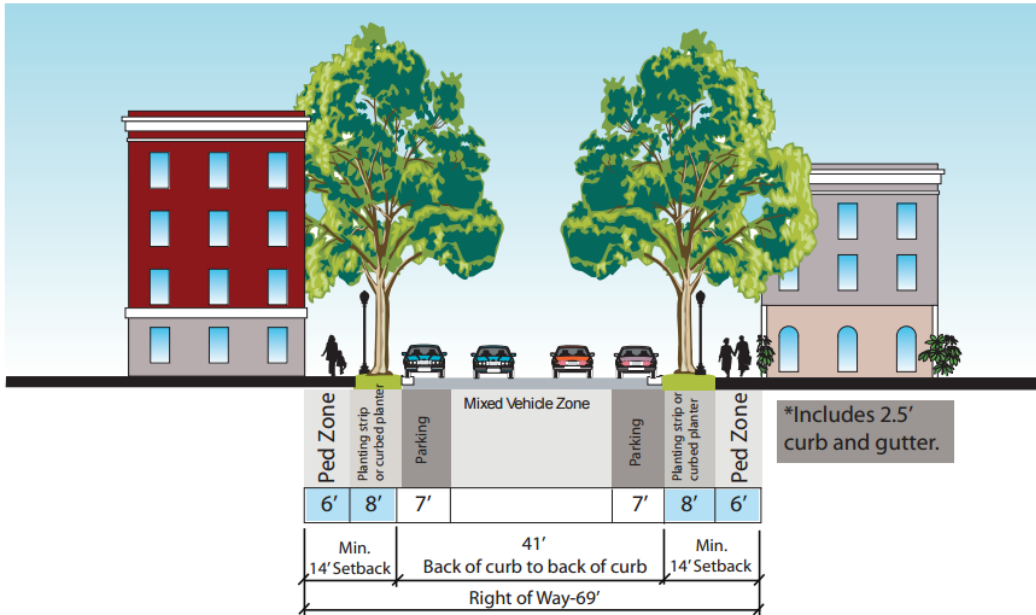 Ped Zone
Planting strip
or curbed planter
Parking
Mixed Vehicle Zone
Parking
Planting strip or
curbed planter
Ped Zone
*Includes 2.5’
curb and gutter.
6’
8’
7’
7’
8’
6’
Min.
14’ Setback
41’
Back of curb to back of curb
Min.
14’ Setback
Right of Way-69’